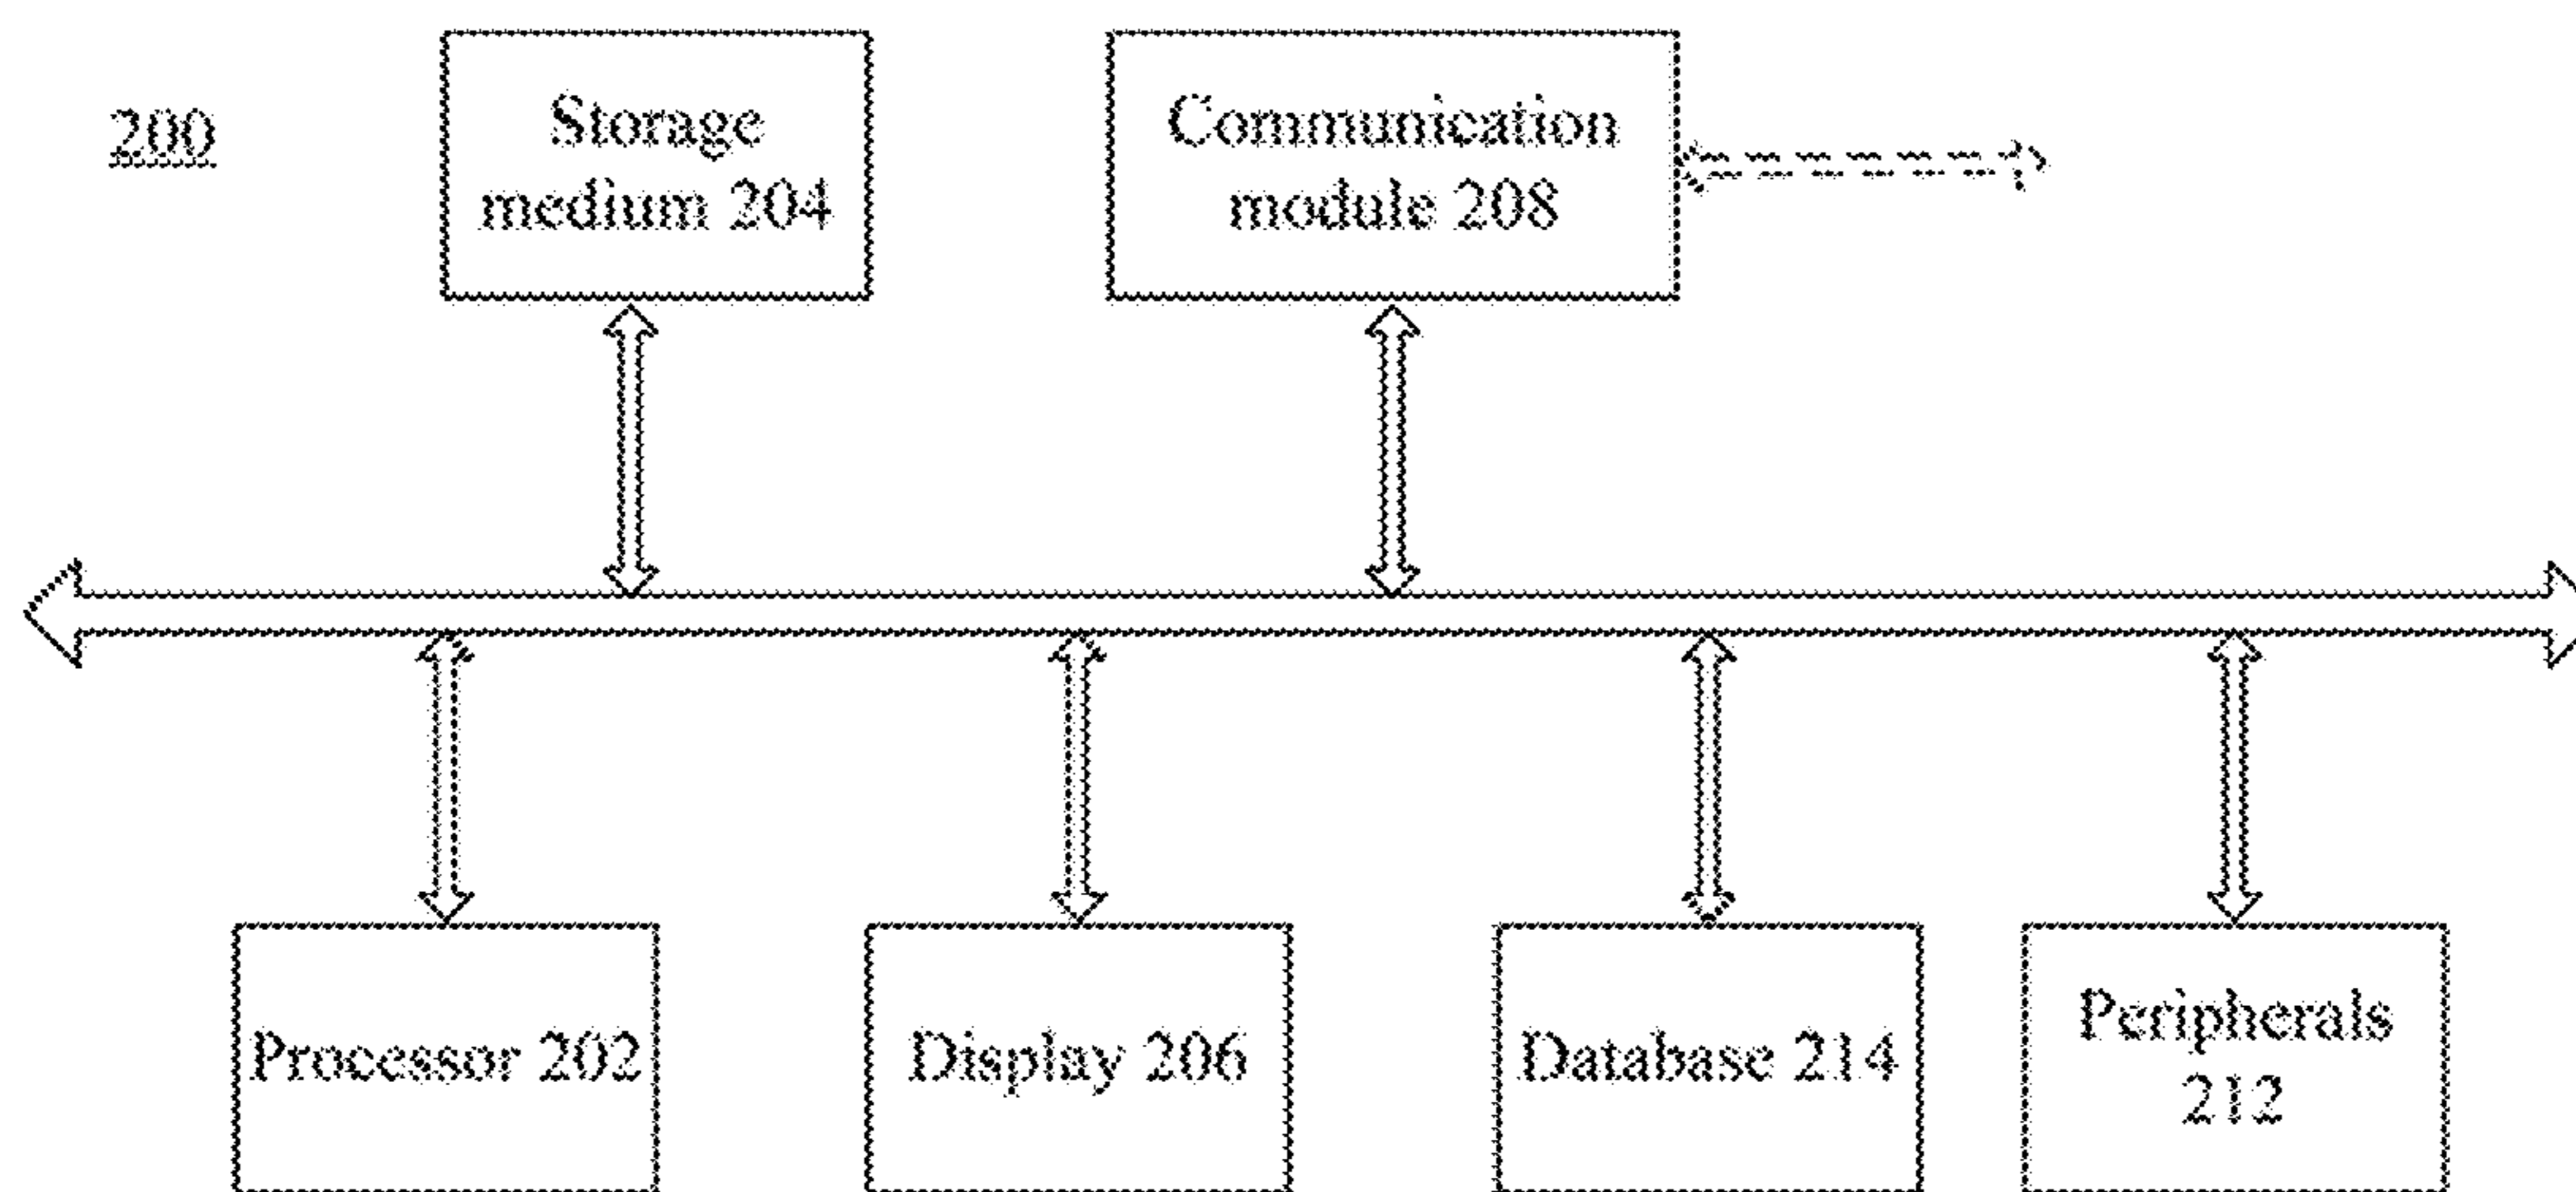 200
Storage
medium 204
Communication
module 208
Processor 202
Display 206
Database 214
Peripherals
212